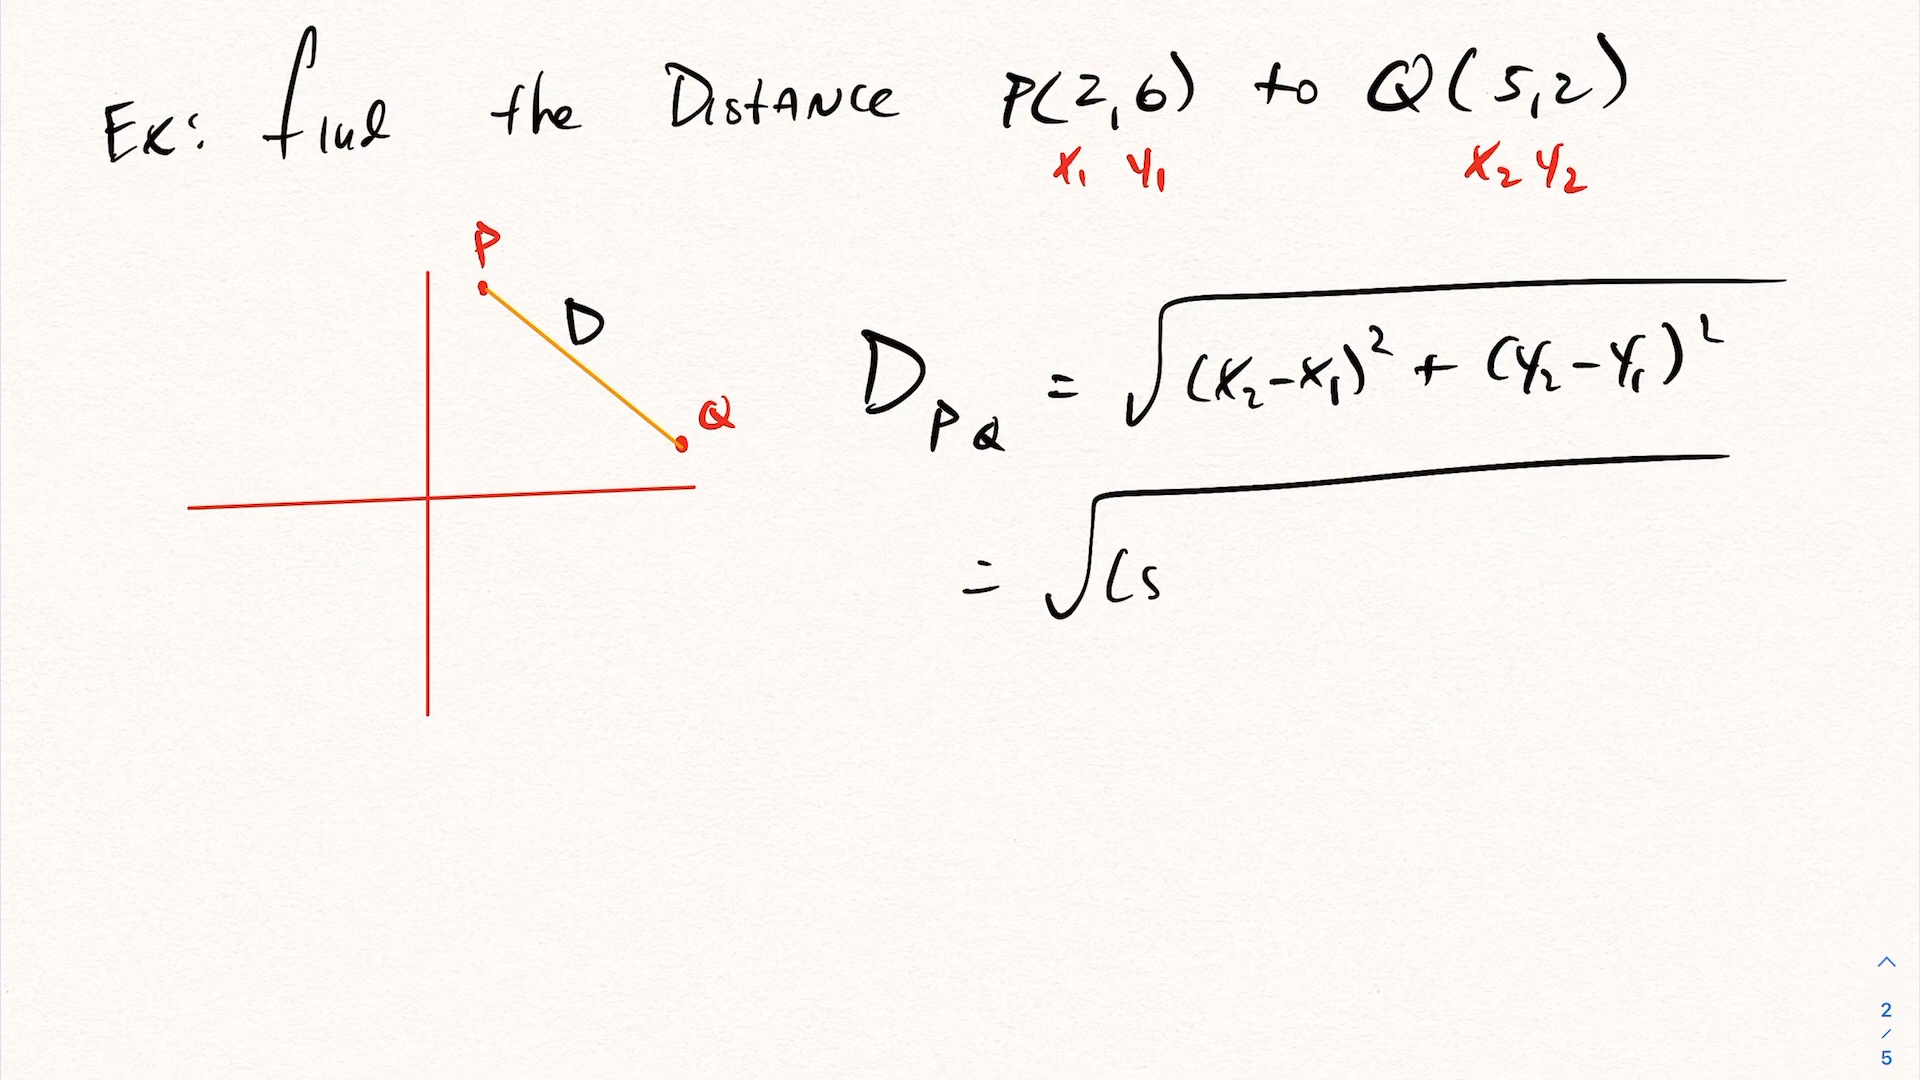 Ex: find the Distance P(2,6) to Q(5,2)
x₁ y₁ x₂ y₂
P
D
Q
D_PQ = √((x₂-x₁)² + (y₂-y₁)²)
= √(5
2
/
5